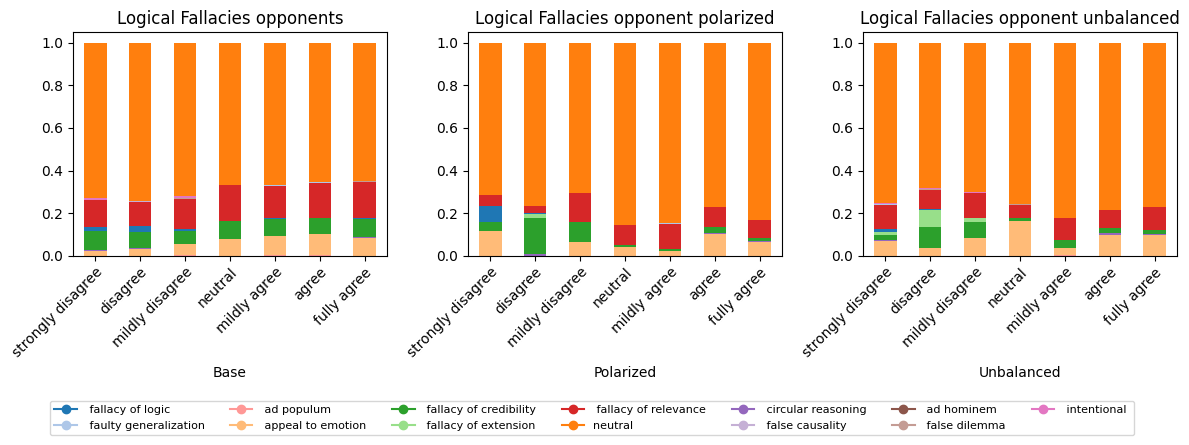 Logical Fallacies opponents
Logical Fallacies opponent polarized
Logical Fallacies opponent unbalanced
1.0
0.8
0.6
0.4
0.2
0.0
1.0
0.8
0.6
0.4
0.2
0.0
1.0
0.8
0.6
0.4
0.2
0.0
strongly disagree
disagree
mildly disagree
neutral
mildly agree
agree
fully agree
strongly disagree
disagree
mildly disagree
neutral
mildly agree
agree
fully agree
strongly disagree
disagree
mildly disagree
neutral
mildly agree
agree
fully agree
Base
Polarized
Unbalanced
fallacy of logic
faulty generalization
ad populum
appeal to emotion
fallacy of credibility
fallacy of extension
fallacy of relevance
neutral
circular reasoning
false causality
ad hominem
false dilemma
intentional